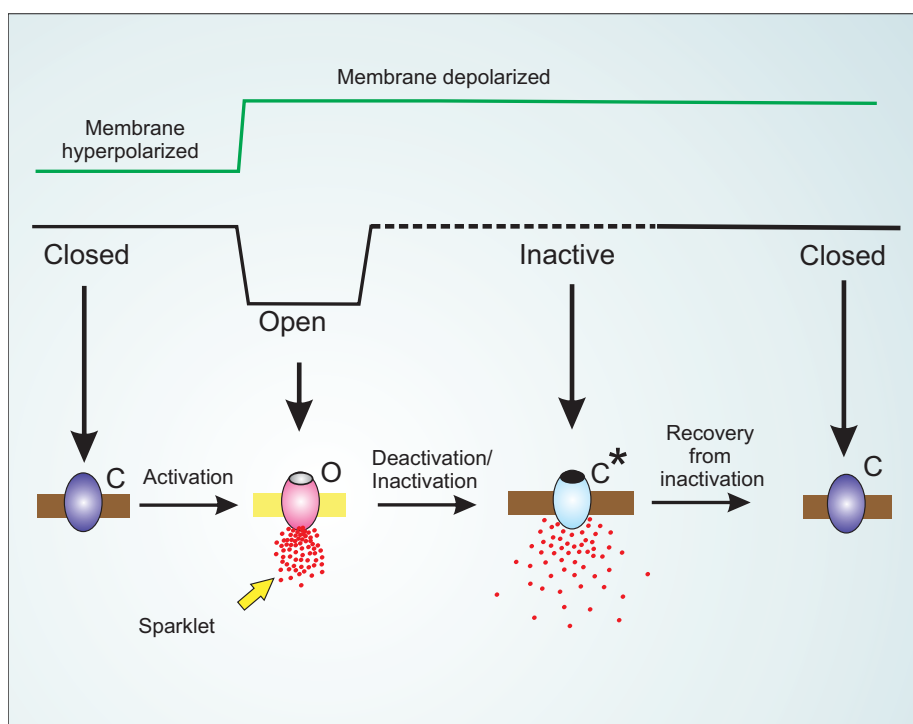 Membrane depolarized
Membrane
hyperpolarized
Closed
Open
Inactive
Closed
C
Activation
O
Deactivation/
Inactivation
C*
Recovery
from
inactivation
C
Sparklet